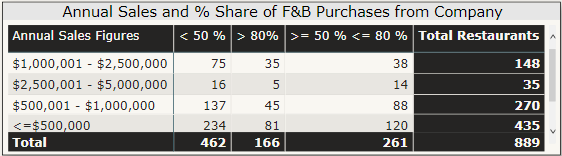 Annual Sales and % Share of F&B Purchases from Company
Annual Sales Figures < 50 % > 80% >= 50 % <= 80 % Total Restaurants
$1,000,001 - $2,500,000 75 35 38 148
$2,500,001 - $5,000,000 16 5 14 35
$500,001 - $1,000,000 137 45 88 270
<=$500,000 234 81 120 435
Total 462 166 261 889